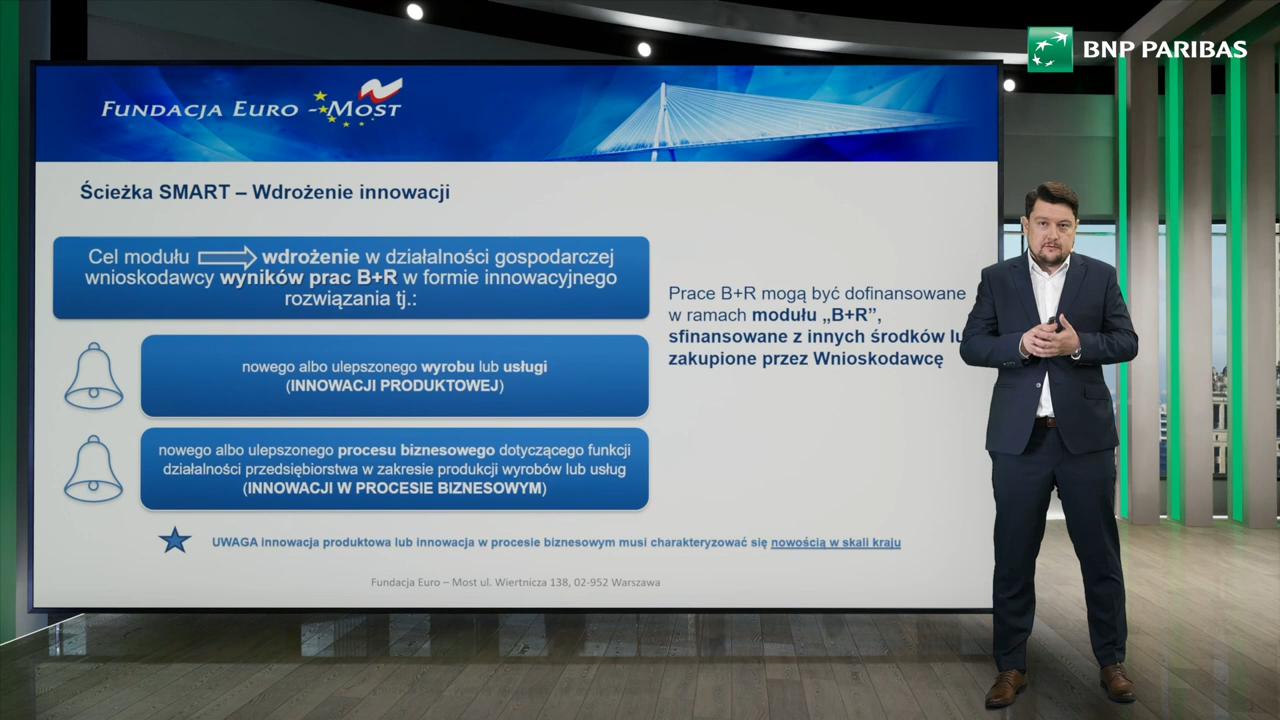 BNP PARIBAS
FUNDACJA EURO - MOST
Ścieżka SMART – Wdrożenie innowacji
Cel modułu wdrożenie w działalności gospodarczej
wnioskodawcy wyników prac B+R w formie innowacyjnego
rozwiązania tj.:
nowego albo ulepszonego wyrobu lub usługi
(INNOWACJI PRODUKTOWEJ)
nowego albo ulepszonego procesu biznesowego dotyczącego funkcji
działalności przedsiębiorstwa w zakresie produkcji wyrobów lub usług
(INNOWACJI W PROCESIE BIZNESOWYM)
Prace B+R mogą być dofinansowane
w ramach modułu „B+R”,
sfinansowane z innych środków lu
zakupione przez Wnioskodawcę
UWAGA innowacja produktowa lub innowacja w procesie biznesowym musi charakteryzować się nowością w skali kraju
Fundacja Euro – Most ul. Wiertnicza 138, 02-952 Warszawa